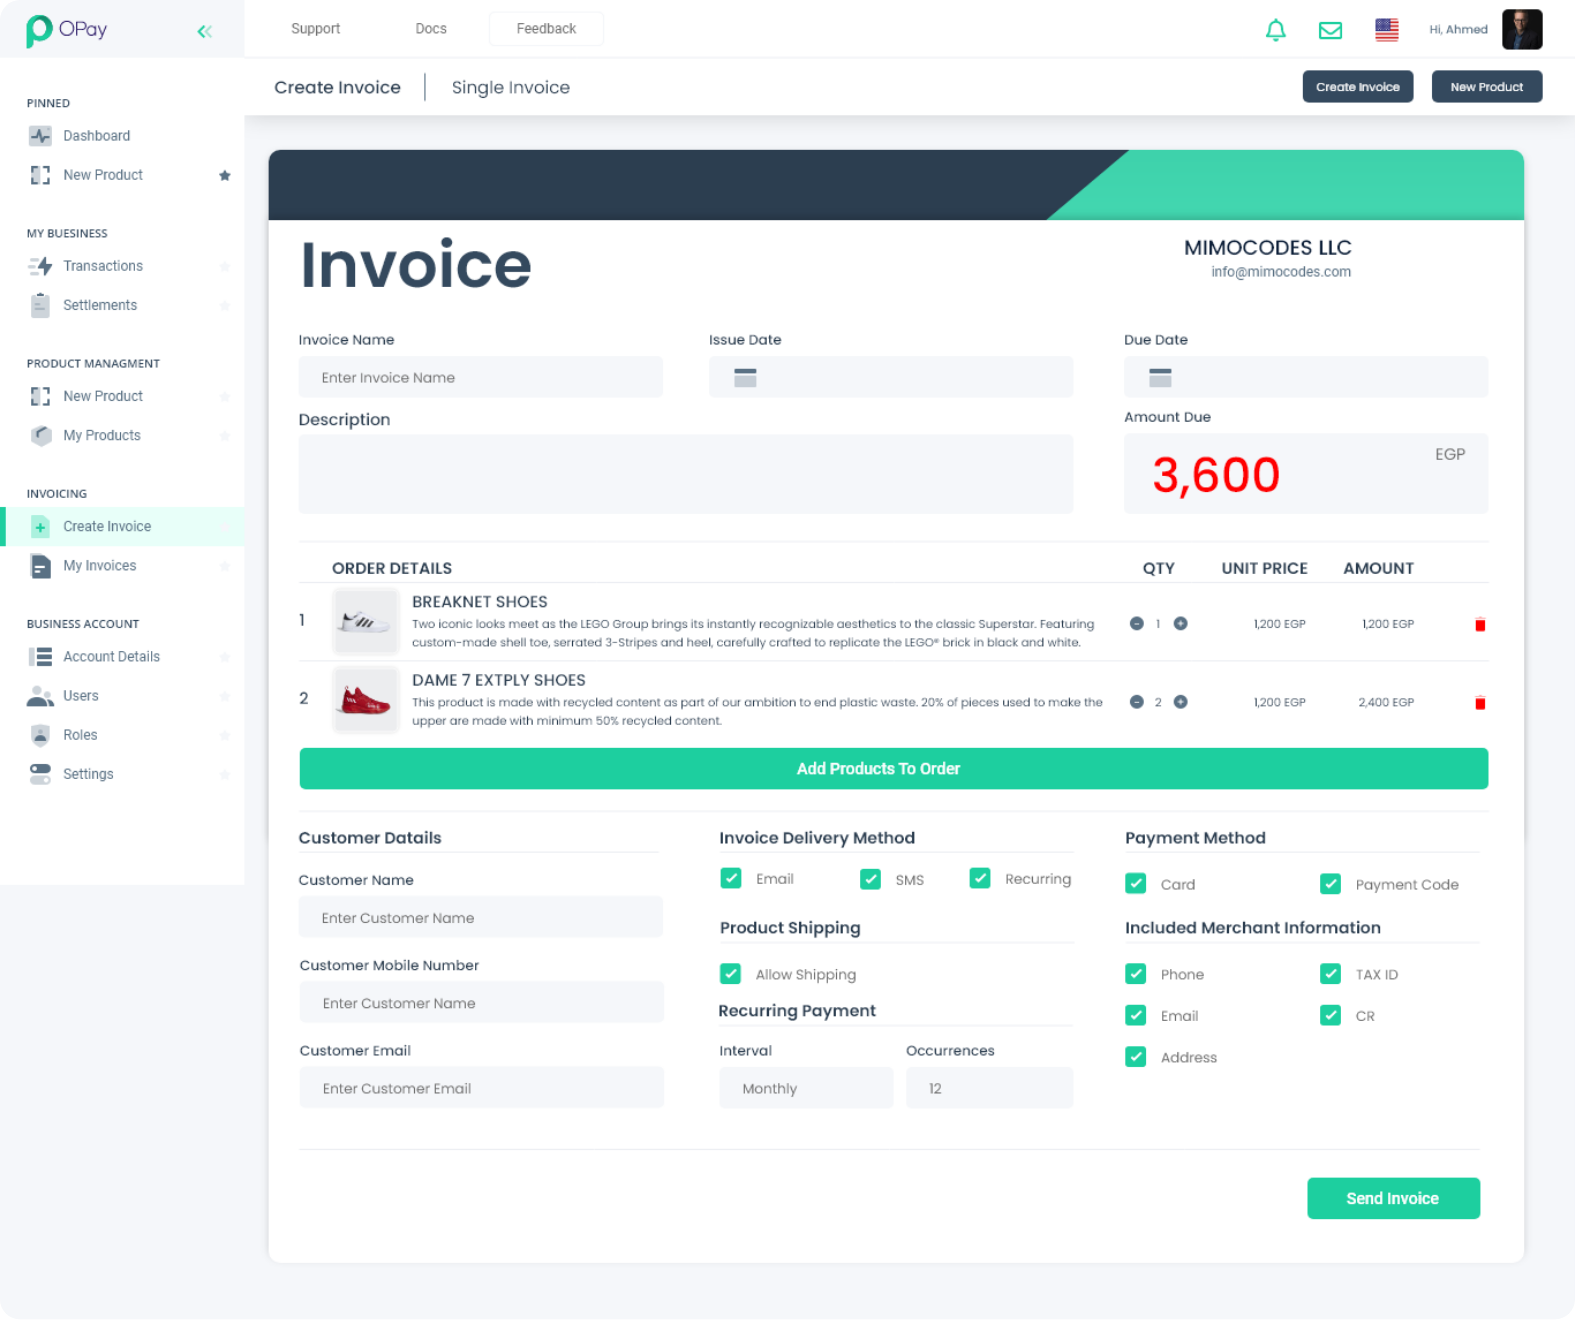 OPay
Support
Docs
Feedback
Hi, Ahmed
Create Invoice
Single Invoice
Create Invoice
New Product
PINNED
Dashboard
New Product
MY BUESINESS
Transactions
Settlements
PRODUCT MANAGMENT
New Product
My Products
INVOICING
Create Invoice
My Invoices
BUSINESS ACCOUNT
Account Details
Users
Roles
Settings
Invoice
MIMOCODES LLC
info@mimocodes.com
Invoice Name
Enter Invoice Name
Issue Date
Due Date
Description
Amount Due
3,600
EGP
ORDER DETAILS
QTY
UNIT PRICE
AMOUNT
1
BREAKNET SHOES
Two iconic looks meet as the LEGO Group brings its instantly recognizable aesthetics to the classic Superstar. Featuring
custom-made shell toe, serrated 3-Stripes and heel, carefully crafted to replicate the LEGO® brick in black and white.
- 1 +
1,200 EGP
1,200 EGP
2
DAME 7 EXTPLY SHOES
This product is made with recycled content as part of our ambition to end plastic waste. 20% of pieces used to make the
upper are made with minimum 50% recycled content.
- 2 +
1,200 EGP
2,400 EGP
Add Products To Order
Customer Datails
Customer Name
Enter Customer Name
Customer Mobile Number
Enter Customer Name
Customer Email
Enter Customer Email
Invoice Delivery Method
Email
SMS
Recurring
Product Shipping
Allow Shipping
Recurring Payment
Interval
Occurrences
Monthly
12
Payment Method
Card
Payment Code
Included Merchant Information
Phone
TAX ID
Email
CR
Address
Send Invoice